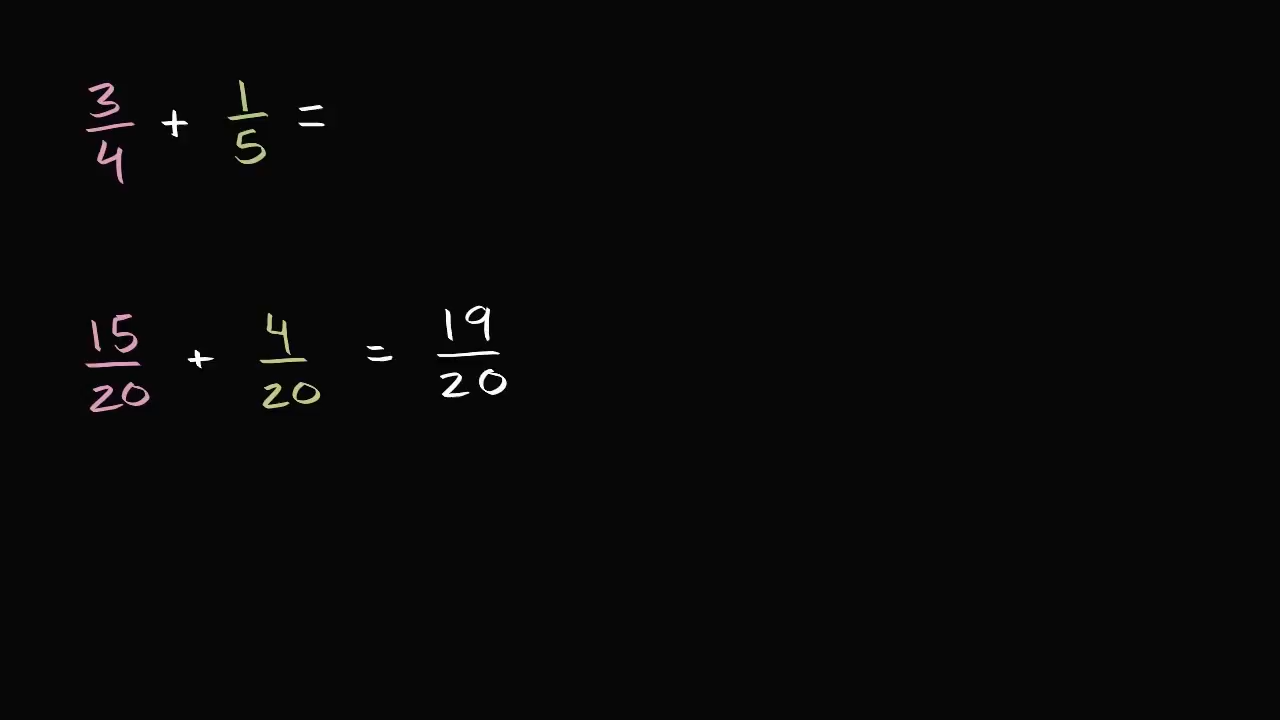 3/4 + 1/5 =
15/20 + 4/20 = 19/20